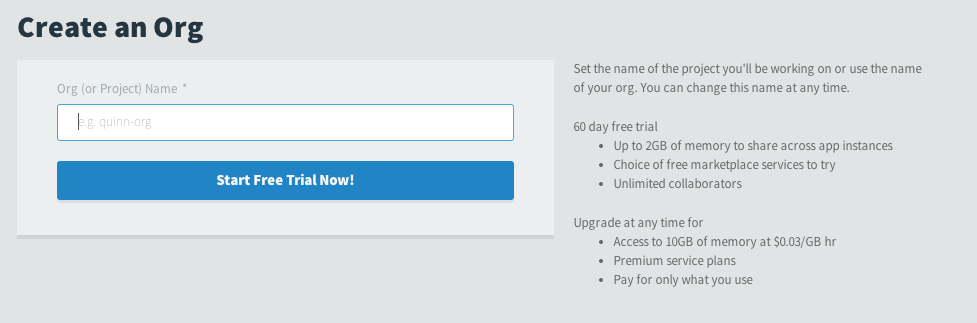 Create an Org
Org (or Project) Name *
e.g. quinn-org
Start Free Trial Now!
Set the name of the project you'll be working on or use the name
of your org. You can change this name at any time.
60 day free trial
• Up to 2GB of memory to share across app instances
• Choice of free marketplace services to try
• Unlimited collaborators
Upgrade at any time for
• Access to 10GB of memory at $0.03/GB hr
• Premium service plans
• Pay for only what you use